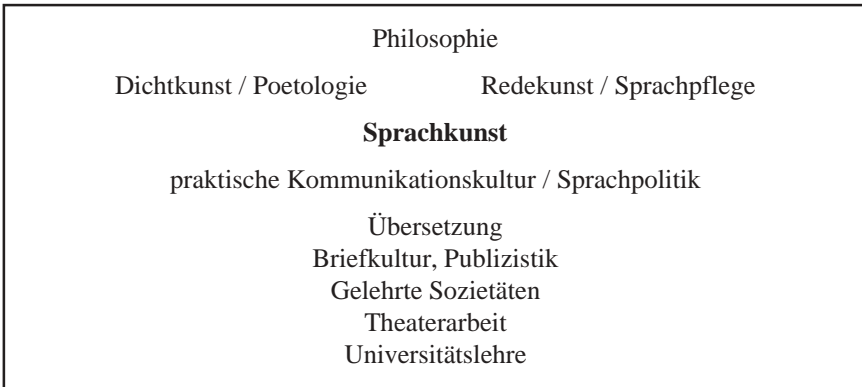 Philosophie
Dichtkunst / Poetologie Redekunst / Sprachpflege
Sprachkunst
praktische Kommunikationskultur / Sprachpolitik
Übersetzung
Briefkultur, Publizistik
Gelehrte Sozietäten
Theaterarbeit
Universitätslehre